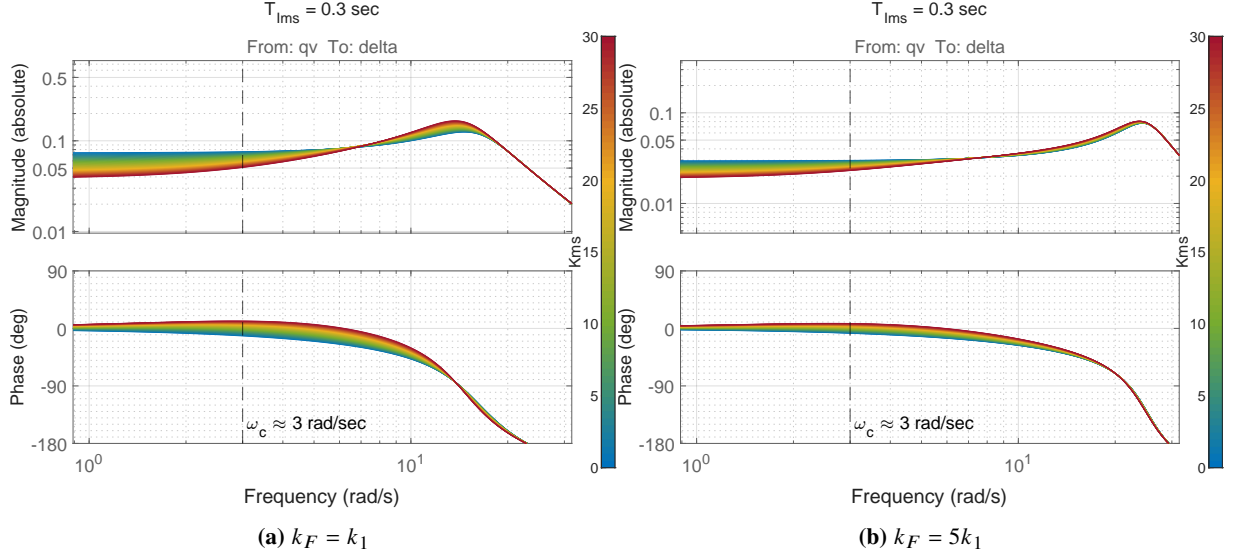 T_lms = 0.3 sec
From: qv To: delta
Magnitude (absolute)
0.5
0.1
0.05
0.01
Phase (deg)
90
0
-90
-180
ω_c ≈ 3 rad/sec
10^0
10^1
Frequency (rad/s)
30
25
20
15
10
5
0
Kms
(a) k_F = k_1
T_lms = 0.3 sec
From: qv To: delta
Magnitude (absolute)
0.1
0.05
0.01
Phase (deg)
90
0
-90
-180
ω_c ≈ 3 rad/sec
10^0
10^1
Frequency (rad/s)
30
25
20
15
10
5
0
Kms
(b) k_F = 5k_1